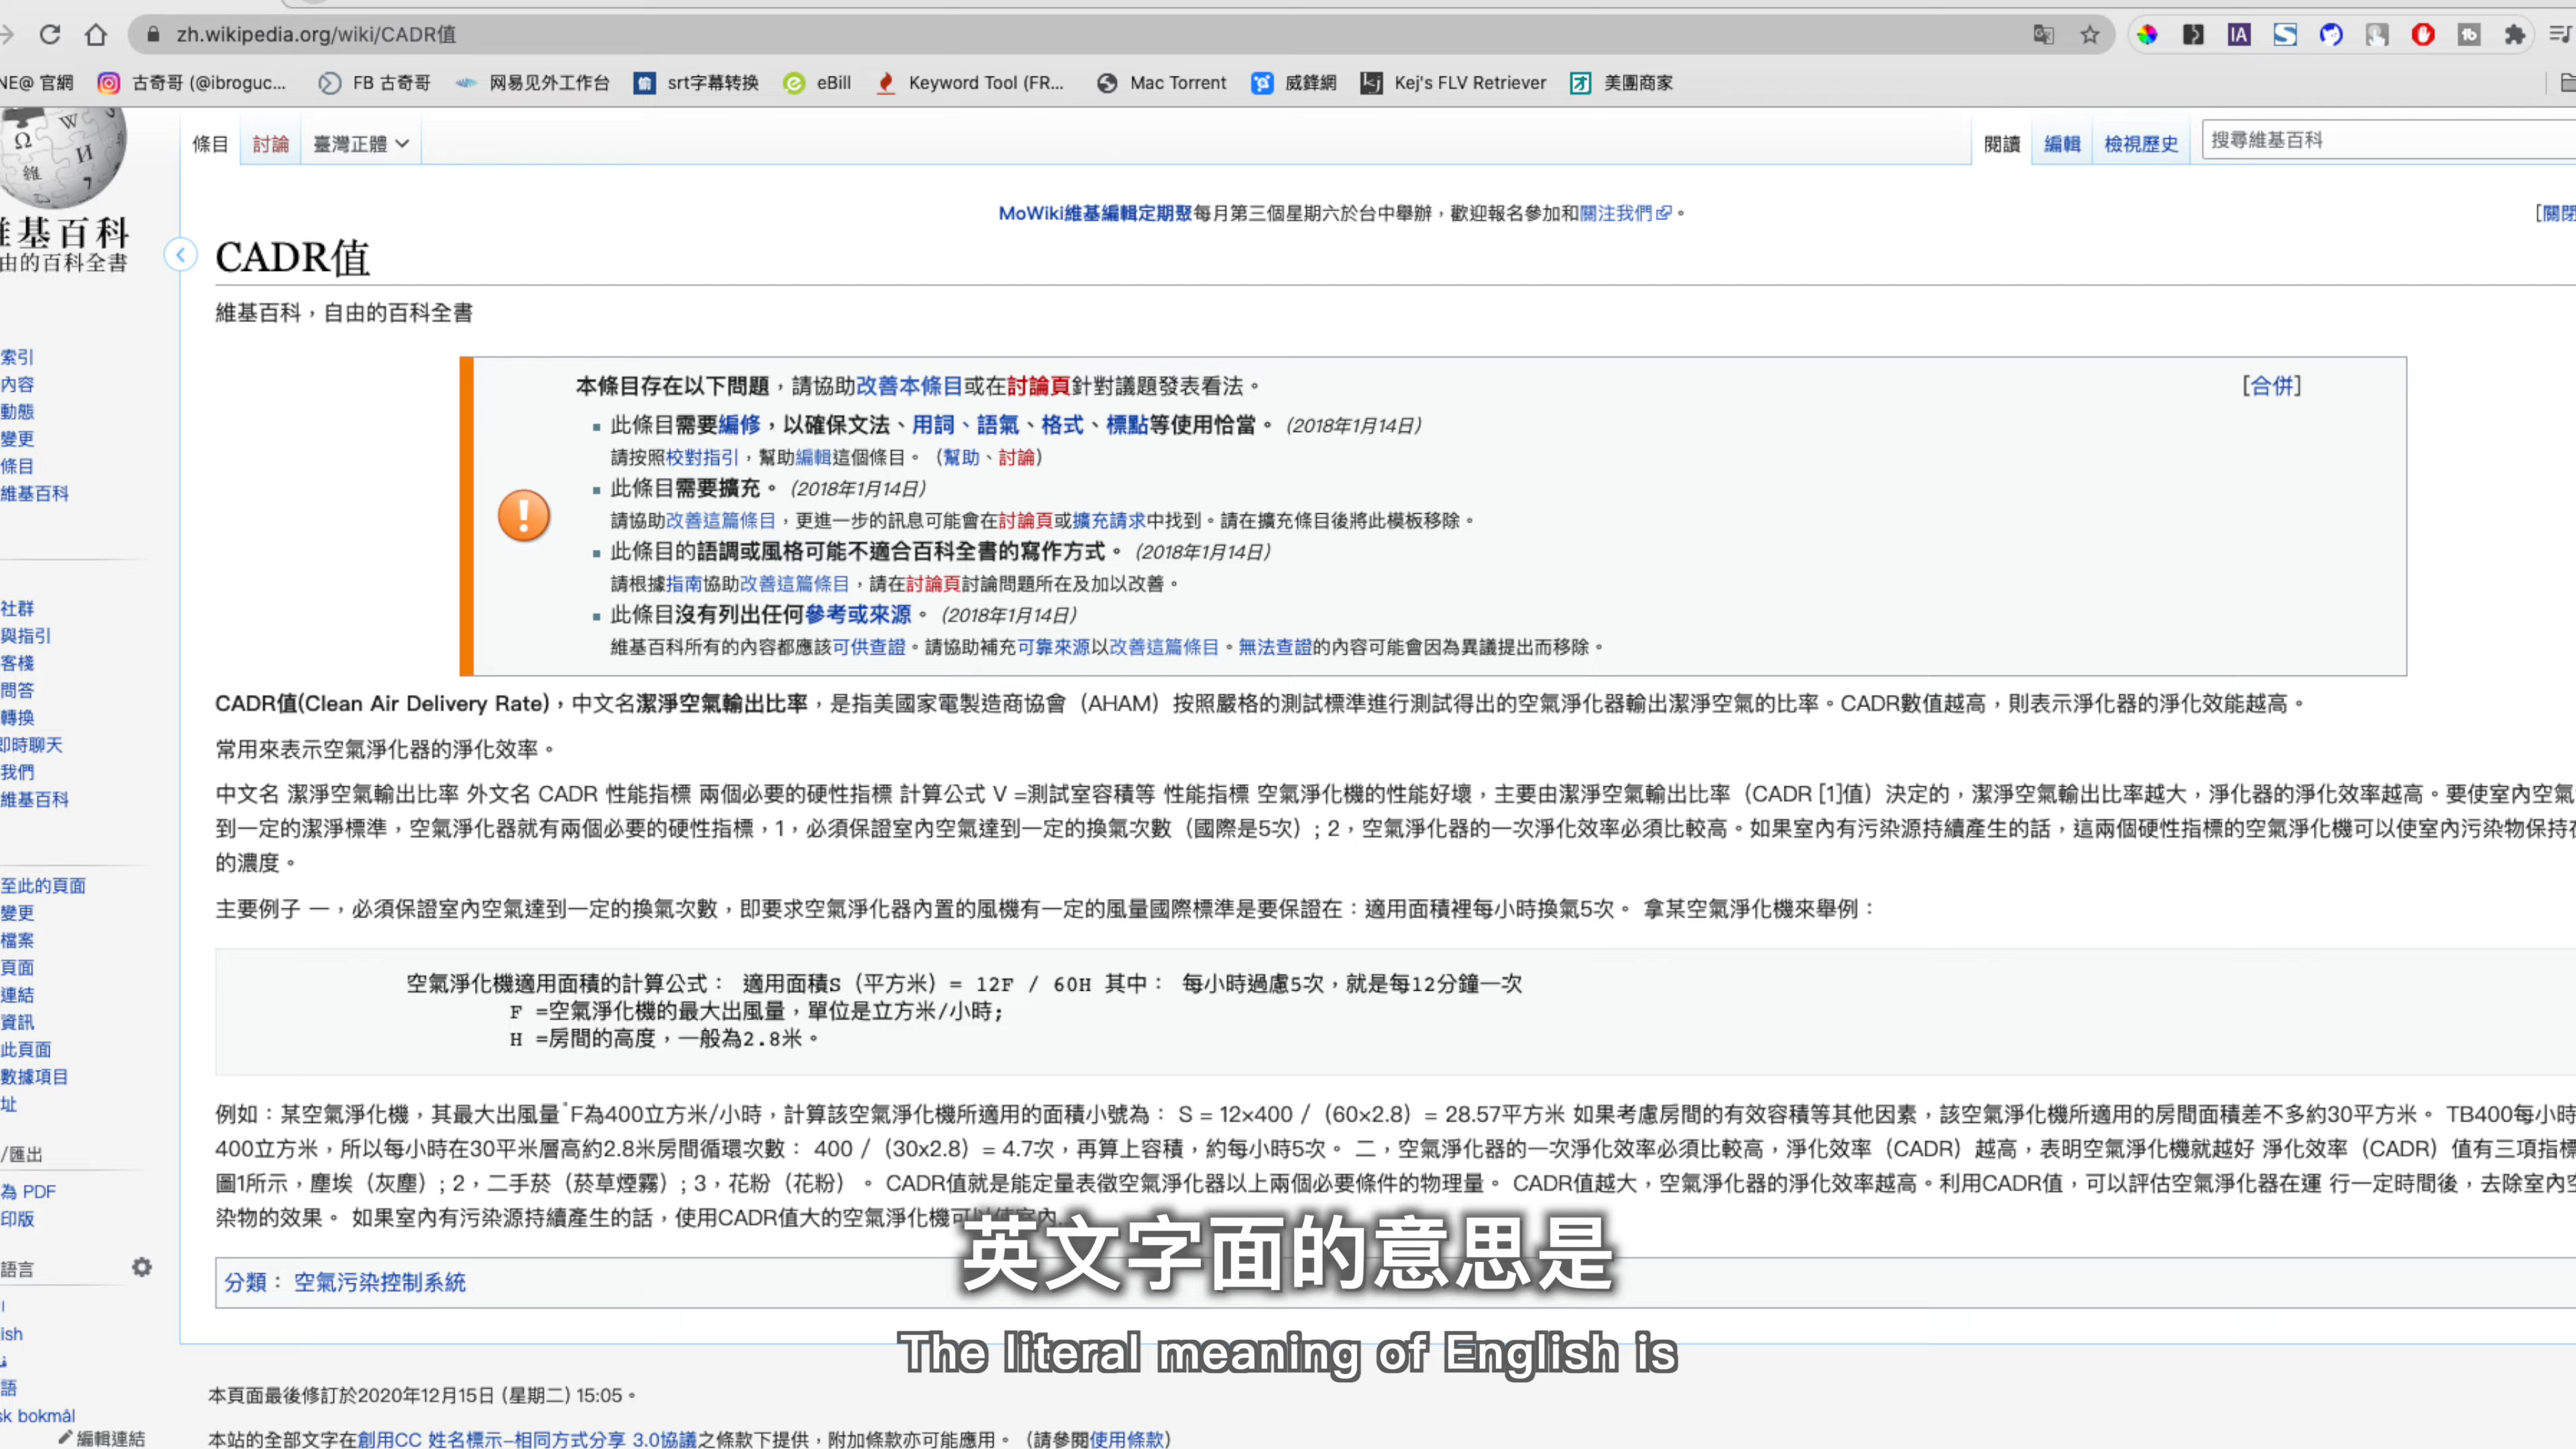 zh.wikipedia.org/wiki/CADR值
NE@ 官網 古奇哥 (@ibroguc... FB 古奇哥 网易见外工作台 srt字幕转换 eBill Keyword Tool (FR... Mac Torrent 威鋒網 Kej's FLV Retriever 美團商家
條目 討論 臺灣正體 閱讀 編輯 檢視歷史 搜尋維基百科
MoWiki維基編輯定期聚每月第三個星期六於台中舉辦，歡迎報名參加和關注我們。
[關閉
維基百科
由的百科全書
CADR值
維基百科，自由的百科全書
索引
內容
動態
變更
條目
維基百科
本條目存在以下問題，請協助改善本條目或在討論頁針對議題發表看法。 [合併]
此條目需要編修，以確保文法、用詞、語氣、格式、標點等使用恰當。 (2018年1月14日)
請按照校對指引，幫助編輯這個條目。（幫助、討論）
此條目需要擴充。 (2018年1月14日)
請協助改善這篇條目，更進一步的訊息可能會在討論頁或擴充請求中找到。請在擴充條目後將此模板移除。
此條目的語調或風格可能不適合百科全書的寫作方式。 (2018年1月14日)
請根據指南協助改善這篇條目，請在討論頁討論問題所在及加以改善。
此條目沒有列出任何參考或來源。 (2018年1月14日)
維基百科所有的內容都應該可供查證。請協助補充可靠來源以改善這篇條目。無法查證的內容可能會因為異議提出而移除。
社群
與指引
客棧
問答
轉換
即時聊天
我們
維基百科
CADR值(Clean Air Delivery Rate)，中文名潔淨空氣輸出比率，是指美國家電製造商協會（AHAM）按照嚴格的測試標準進行測試得出的空氣淨化器輸出潔淨空氣的比率。CADR數值越高，則表示淨化器的淨化效能越高。
常用來表示空氣淨化器的淨化效率。
中文名 潔淨空氣輸出比率 外文名 CADR 性能指標 兩個必要的硬性指標 計算公式 V =測試室容積等 性能指標 空氣淨化機的性能好壞，主要由潔淨空氣輸出比率（CADR [1]值）決定的，潔淨空氣輸出比率越大，淨化器的淨化效率越高。要使室內空氣
到一定的潔淨標準，空氣淨化器就有兩個必要的硬性指標，1，必須保證室內空氣達到一定的換氣次數（國際是5次）; 2，空氣淨化器的一次淨化效率必須比較高。如果室內有污染源持續產生的話，這兩個硬性指標的空氣淨化機可以使室內污染物保持在
的濃度。
主要例子 一，必須保證室內空氣達到一定的換氣次數，即要求空氣淨化器內置的風機有一定的風量國際標準是要保證在：適用面積裡每小時換氣5次。 拿某空氣淨化機來舉例：
空氣淨化機適用面積的計算公式： 適用面積S（平方米）= 12F / 60H 其中： 每小時過慮5次，就是每12分鐘一次
F =空氣淨化機的最大出風量，單位是立方米/小時;
H =房間的高度，一般為2.8米。
至此的頁面
變更
檔案
頁面
連結
資訊
此頁面
數據項目
址
/匯出
為 PDF
印版
例如：某空氣淨化機，其最大出風量˚F為400立方米/小時，計算該空氣淨化機所適用的面積小號為： S = 12×400 /（60×2.8）= 28.57平方米 如果考慮房間的有效容積等其他因素，該空氣淨化機所適用的房間面積差不多約30平方米。 TB400每小時
400立方米，所以每小時在30平米層高約2.8米房間循環次數： 400 /（30x2.8）= 4.7次，再算上容積，約每小時5次。 二，空氣淨化器的一次淨化效率必須比較高，淨化效率（CADR）越高，表明空氣淨化機就越好 淨化效率（CADR）值有三項指標
圖1所示，塵埃（灰塵）; 2，二手菸（菸草煙霧）; 3，花粉（花粉）。 CADR值就是能定量表徵空氣淨化器以上兩個必要條件的物理量。 CADR值越大，空氣淨化器的淨化效率越高。利用CADR值，可以評估空氣淨化器在運 行一定時間後，去除室內空
染物的效果。 如果室內有污染源持續產生的話，使用CADR值大的空氣淨化機可以使室內...
英文字面的意思是
分類： 空氣污染控制系統
The literal meaning of English is
語言
ish
語
sk bokmål
編輯連結
本頁面最後修訂於2020年12月15日 (星期二) 15:05。
本站的全部文字在創用CC 姓名標示-相同方式分享 3.0協議之條款下提供，附加條款亦可能應用。（請參閱使用條款）